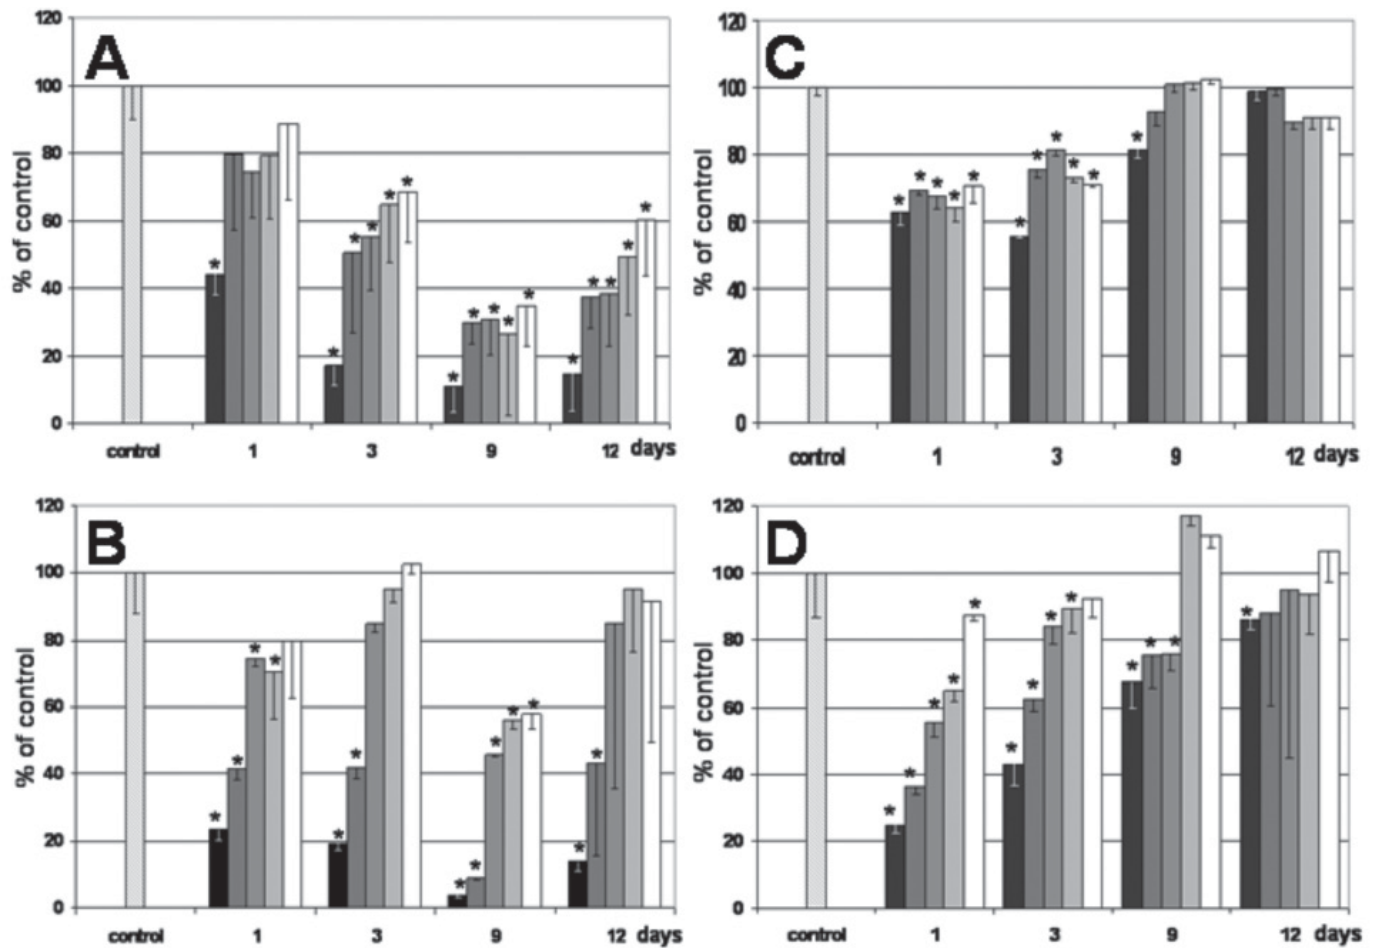 A
% of control
120
100
80
60
40
20
0
* * * * * * * * * * * * * * * *
control 1 3 9 12 days
C
% of control
120
100
80
60
40
20
0
* * * * * * * * * * *
control 1 3 9 12 days
B
% of control
120
100
80
60
40
20
0
* * * * * * * * * * * * *
control 1 3 9 12 days
D
% of control
120
100
80
60
40
20
0
* * * * * * * * * * * * *
control 1 3 9 12 days